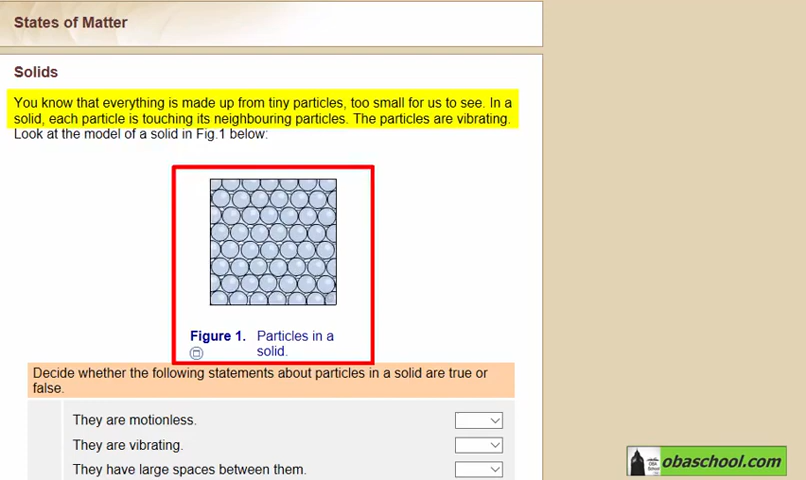 States of Matter
Solids
You know that everything is made up from tiny particles, too small for us to see. In a
solid, each particle is touching its neighbouring particles. The particles are vibrating.
Look at the model of a solid in Fig.1 below:
Figure 1. Particles in a
solid.
Decide whether the following statements about particles in a solid are true or
false.
They are motionless.
They are vibrating.
They have large spaces between them.
obaschool.com